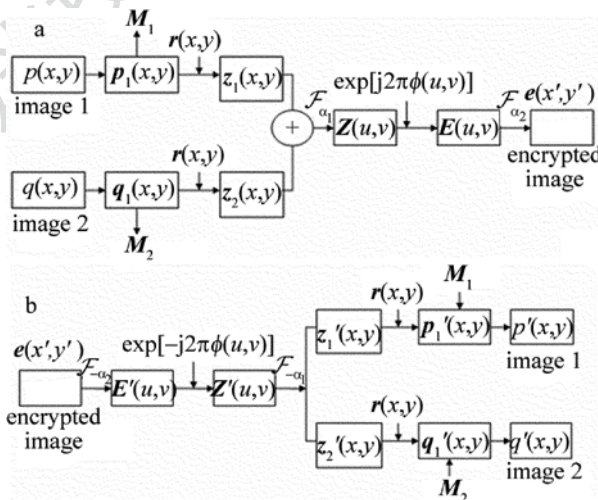 a
M₁
r(x,y)
p(x,y)
p₁(x,y)
z₁(x,y)
image 1
exp[j2πϕ(u,v)]
+
ℱα₁
Z(u,v)
E(u,v)
ℱα₂
e(x′,y′)
encrypted
image
r(x,y)
q(x,y)
q₁(x,y)
z₂(x,y)
image 2
M₂
b
e(x′,y′)
encrypted
image
ℱ−α₂
E′(u,v)
exp[−j2πϕ(u,v)]
Z′(u,v)
ℱ−α₁
r(x,y)
M₁
z₁′(x,y)
p₁′(x,y)
p′(x,y)
image 1
r(x,y)
z₂′(x,y)
q₁′(x,y)
q′(x,y)
image 2
M₂